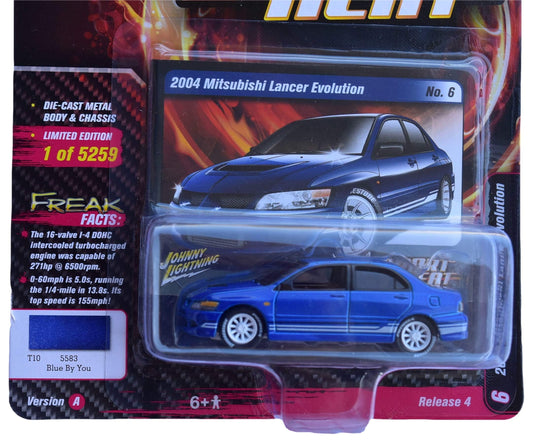 HEAT
2004 Mitsubishi Lancer Evolution
No. 6
DIE-CAST METAL
BODY & CHASSIS
LIMITED EDITION
1 of 5259
FREAK
FACTS:
The 16-valve I-4 DOHC
intercooled turbocharged
engine was capable of
271hp @ 6500rpm.
0-60mph is 5.0s, running
the 1/4-mile in 13.8s. Its
top speed is 155mph!
JOHNNY
LIGHTNING
T10 5583
Blue By You
Version A
6+
Release 4
Evolution
6